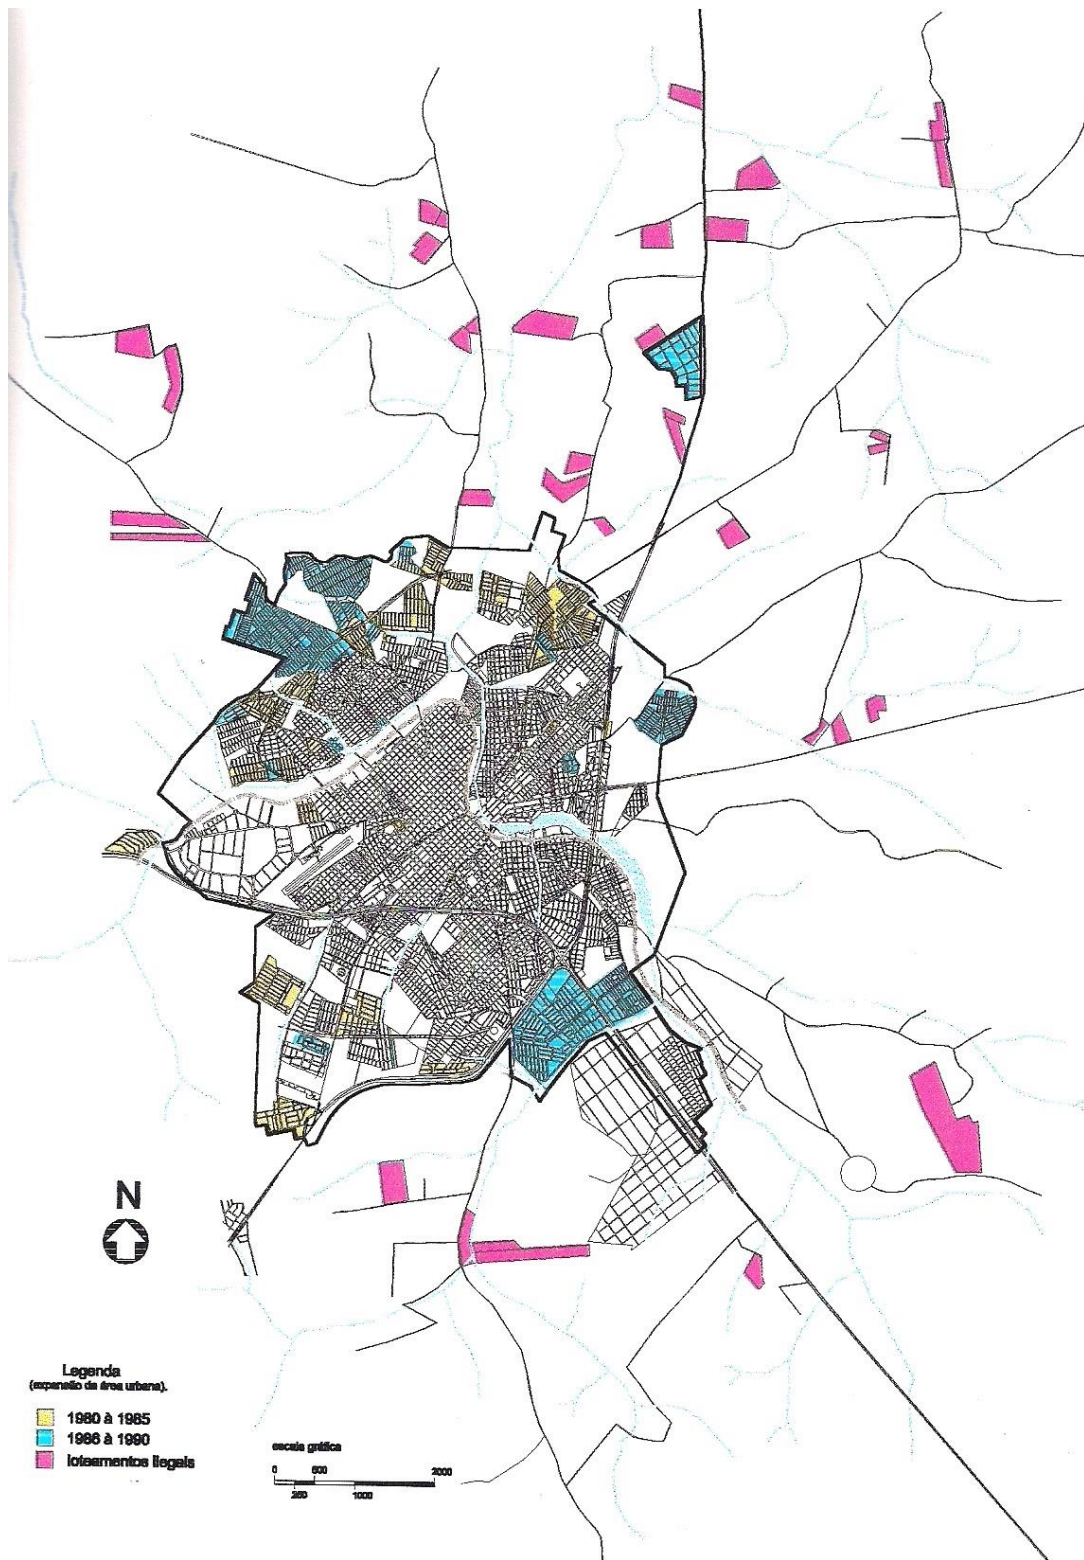 N
Legenda
(expansão da área urbana).
1980 à 1985
1986 à 1990
loteamentos ilegais
escala gráfica
0 500 2000
250 1000